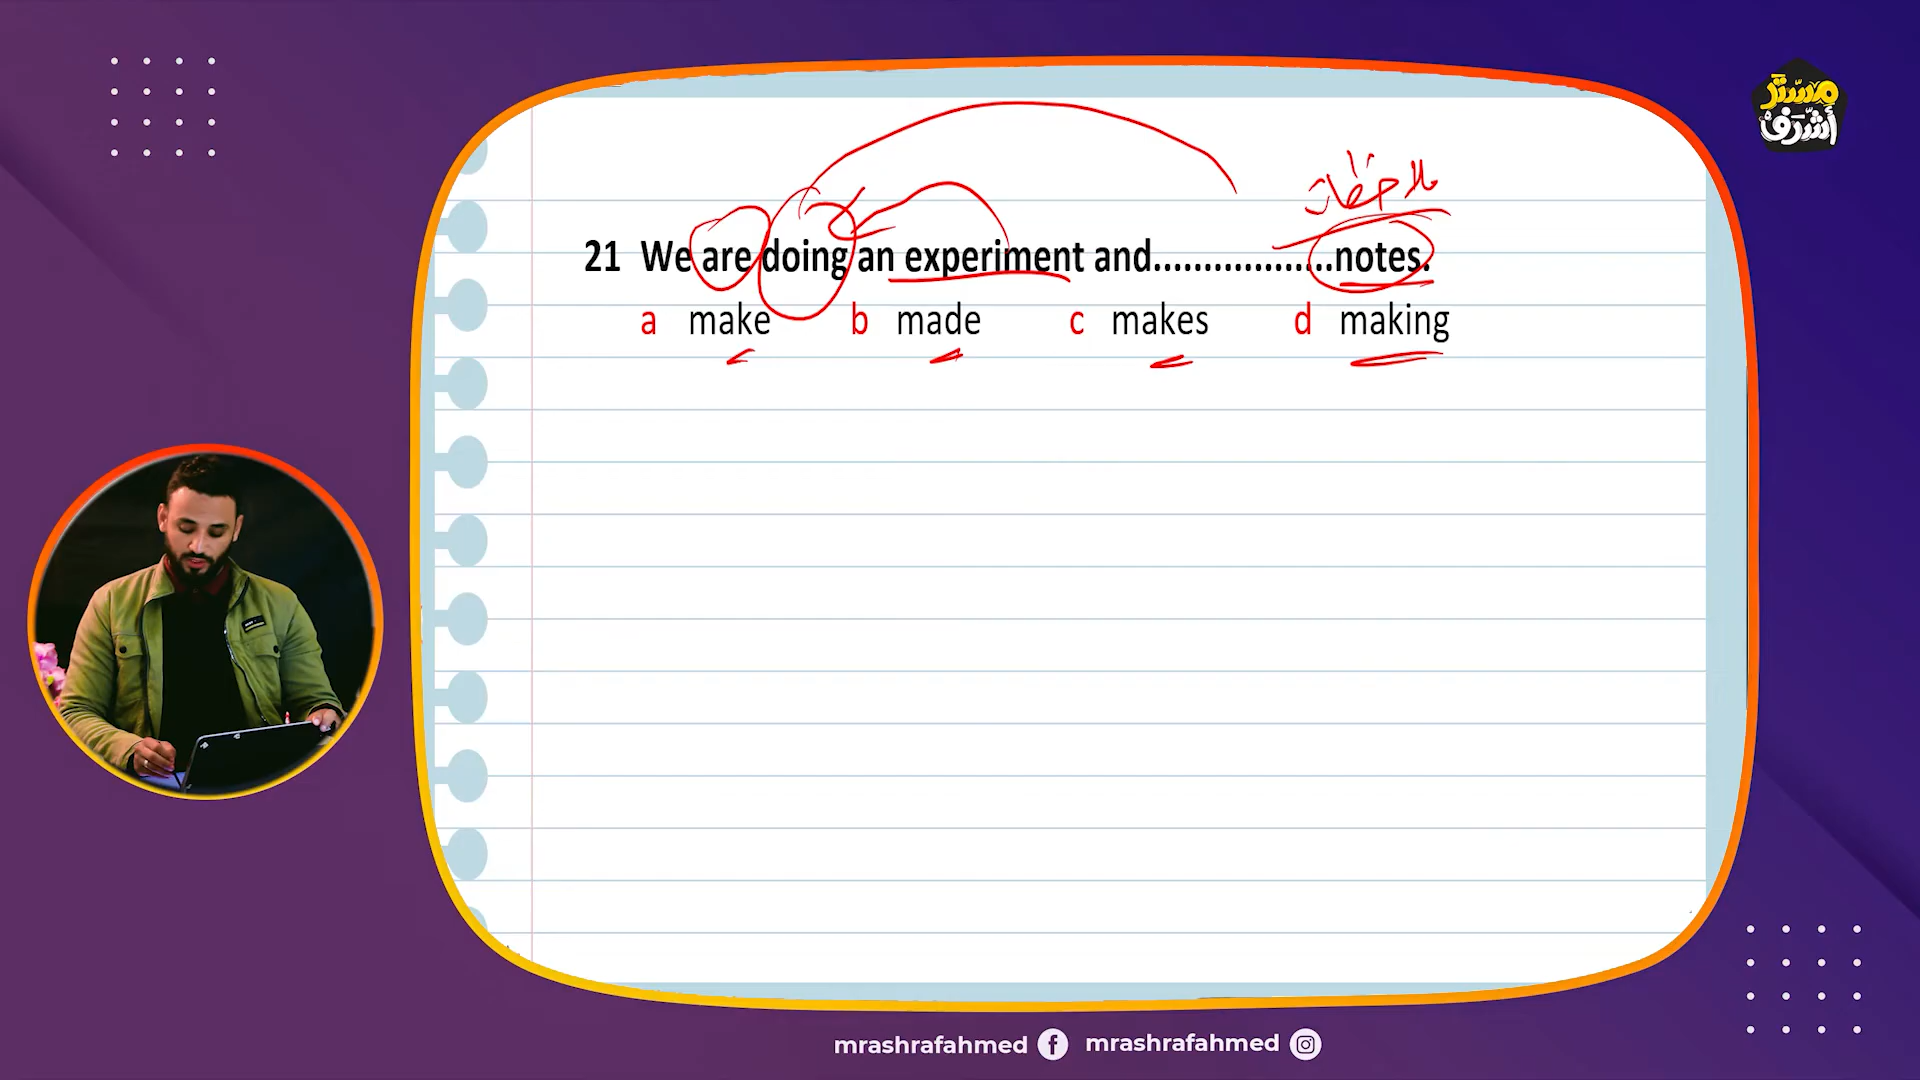 مستر
أشرف
ملاحظات
21 We are doing an experiment and..................notes.
a make b made c makes d making
mrashrafahmed mrashrafahmed